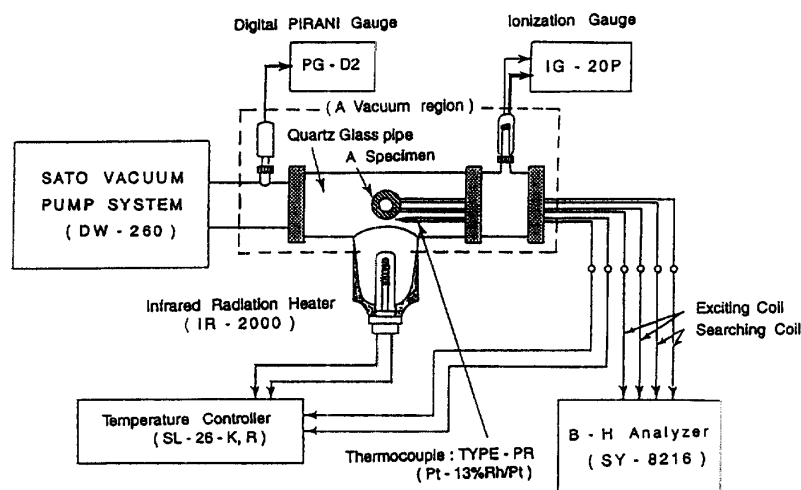 Digital PIRANI Gauge
PG - D2
Ionization Gauge
IG - 20P
( A Vacuum region )
Quartz Glass pipe
A Specimen
SATO VACUUM
PUMP SYSTEM
( DW - 260 )
Infrared Radiation Heater
( IR - 2000 )
Exciting Coil
Searching Coil
Temperature Controller
( SL - 26 - K, R )
Thermocouple : TYPE - PR
( Pt - 13%Rh/Pt )
B - H Analyzer
( SY - 8216 )